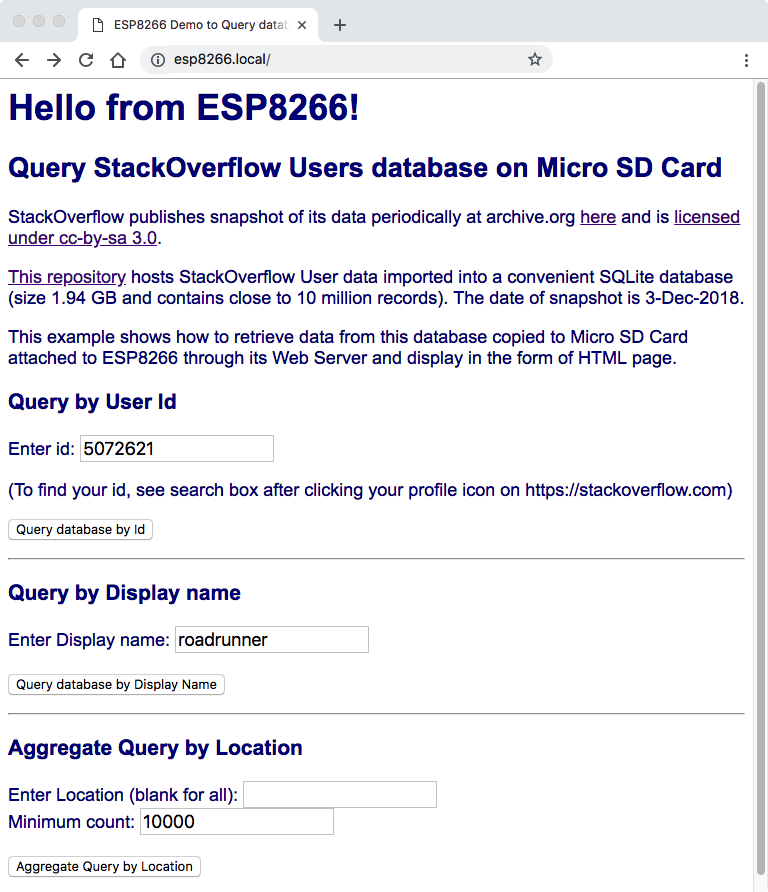 ESP8266 Demo to Query datab
esp8266.local/
Hello from ESP8266!
Query StackOverflow Users database on Micro SD Card
StackOverflow publishes snapshot of its data periodically at archive.org here and is licensed
under cc-by-sa 3.0.
This repository hosts StackOverflow User data imported into a convenient SQLite database
(size 1.94 GB and contains close to 10 million records). The date of snapshot is 3-Dec-2018.
This example shows how to retrieve data from this database copied to Micro SD Card
attached to ESP8266 through its Web Server and display in the form of HTML page.
Query by User Id
Enter id: 5072621
(To find your id, see search box after clicking your profile icon on https://stackoverflow.com)
Query database by Id
Query by Display name
Enter Display name: roadrunner
Query database by Display Name
Aggregate Query by Location
Enter Location (blank for all):
Minimum count: 10000
Aggregate Query by Location